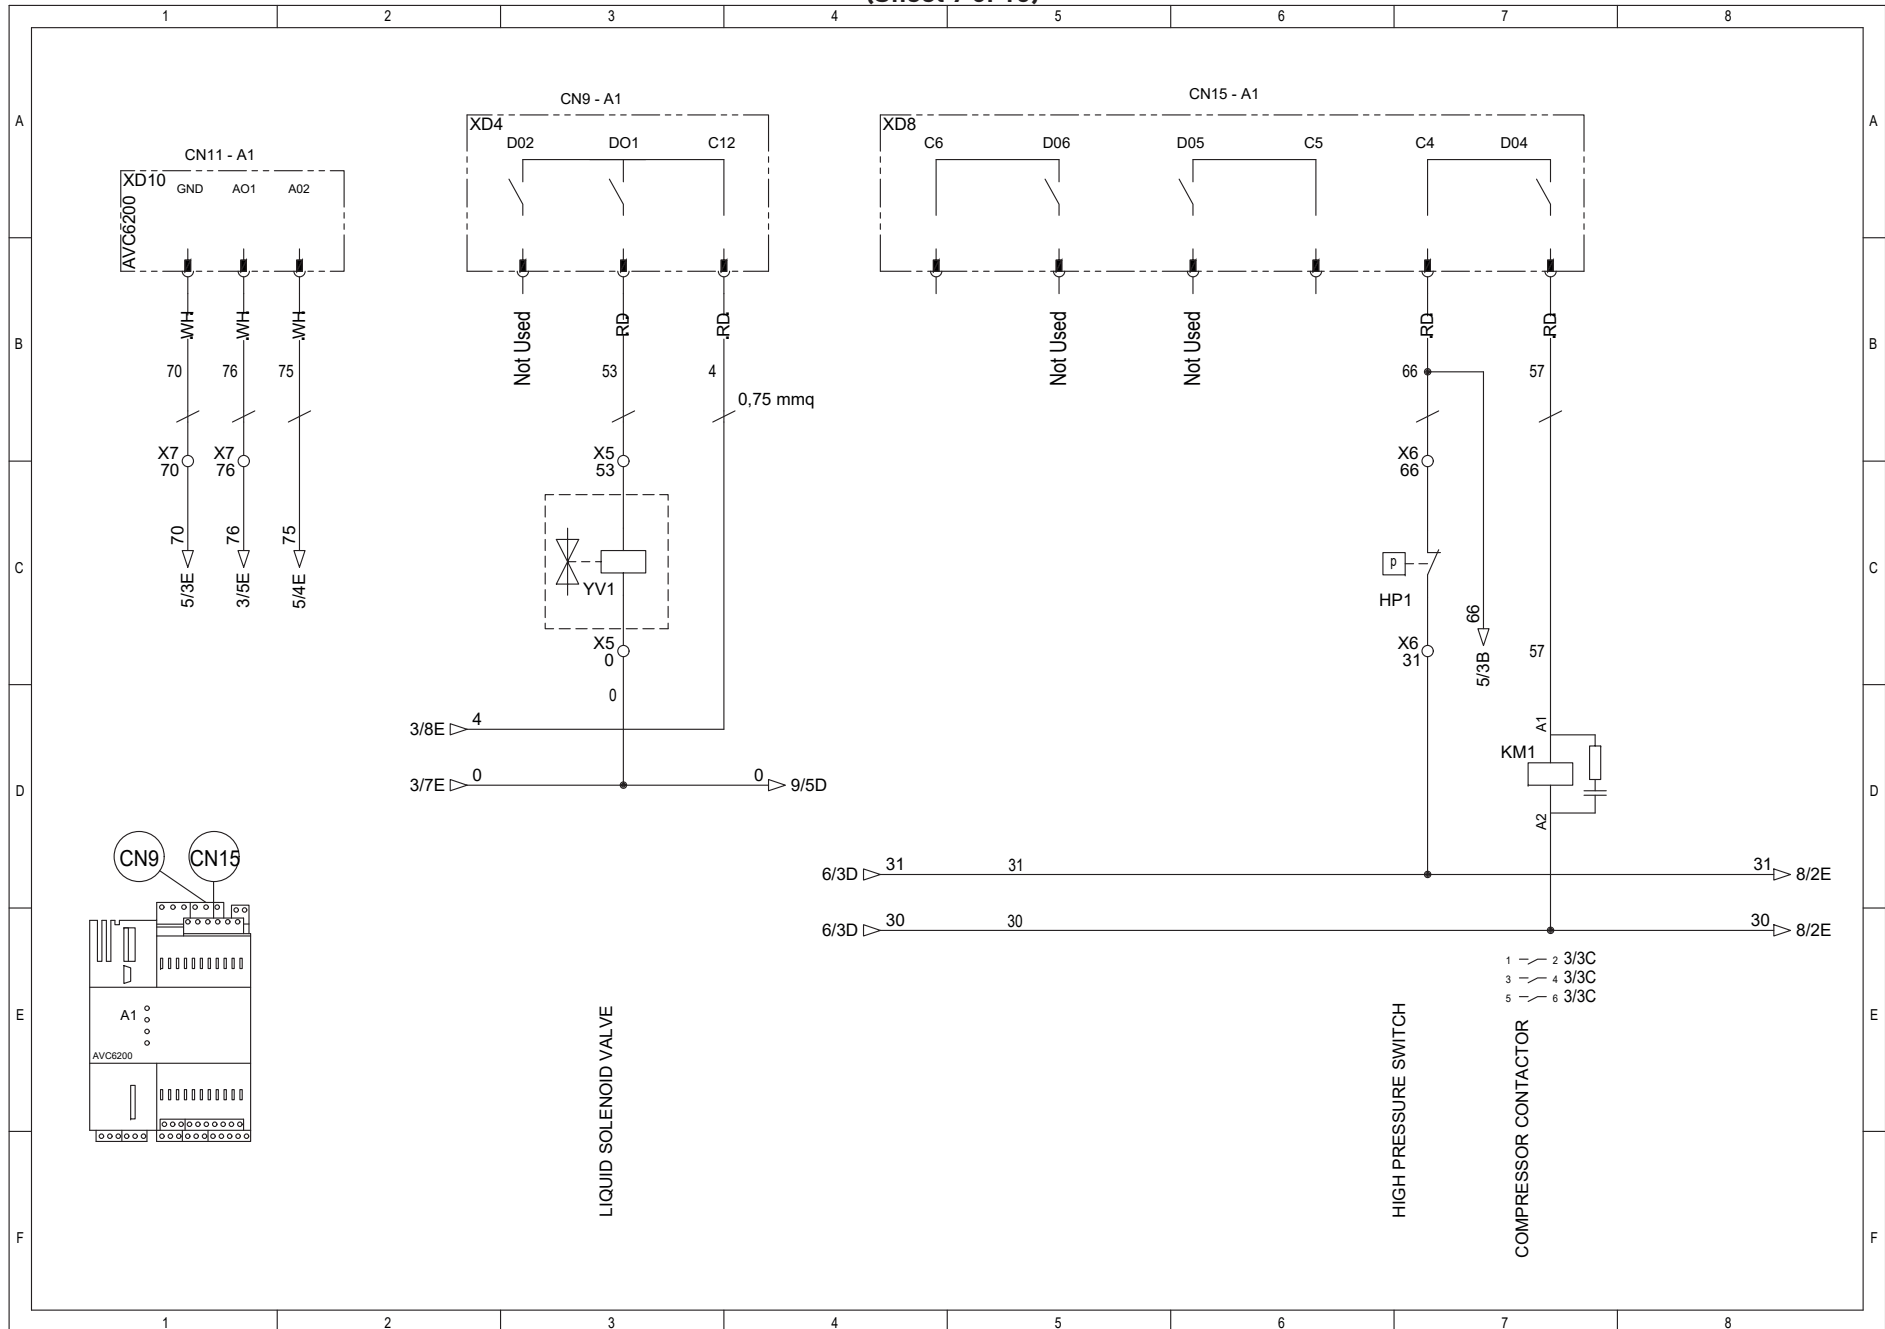 1 2 3 4 5 6 7 8
CN9 - A1
CN15 - A1
A
XD4
XD8
A
D02 DO1 C12
C6 D06 D05 C5 C4 D04
CN11 - A1
XD10
GND AO1 A02
AVC6200
.WH.
.WH.
.WH.
Not Used
.RD.
.RD.
Not Used
Not Used
.RD.
.RD.
B
B
70 76 75
53 4
66 57
0,75 mmq
X7
70
X7
76
X5
53
X6
66
70
76
75
5/3E
3/5E
5/4E
C
C
YV1
P
HP1
66
5/3B
X5
0
X6
31
57
0
3/8E 4
A1
KM1
3/7E 0
0 9/5D
D
D
A2
CN9 CN15
6/3D 31 31
31 8/2E
6/3D 30 30
30 8/2E
1 2 3/3C
3 4 3/3C
5 6 3/3C
E
E
A1
AVC6200
LIQUID SOLENOID VALVE
HIGH PRESSURE SWITCH
COMPRESSOR CONTACTOR
F
F
1 2 3 4 5 6 7 8